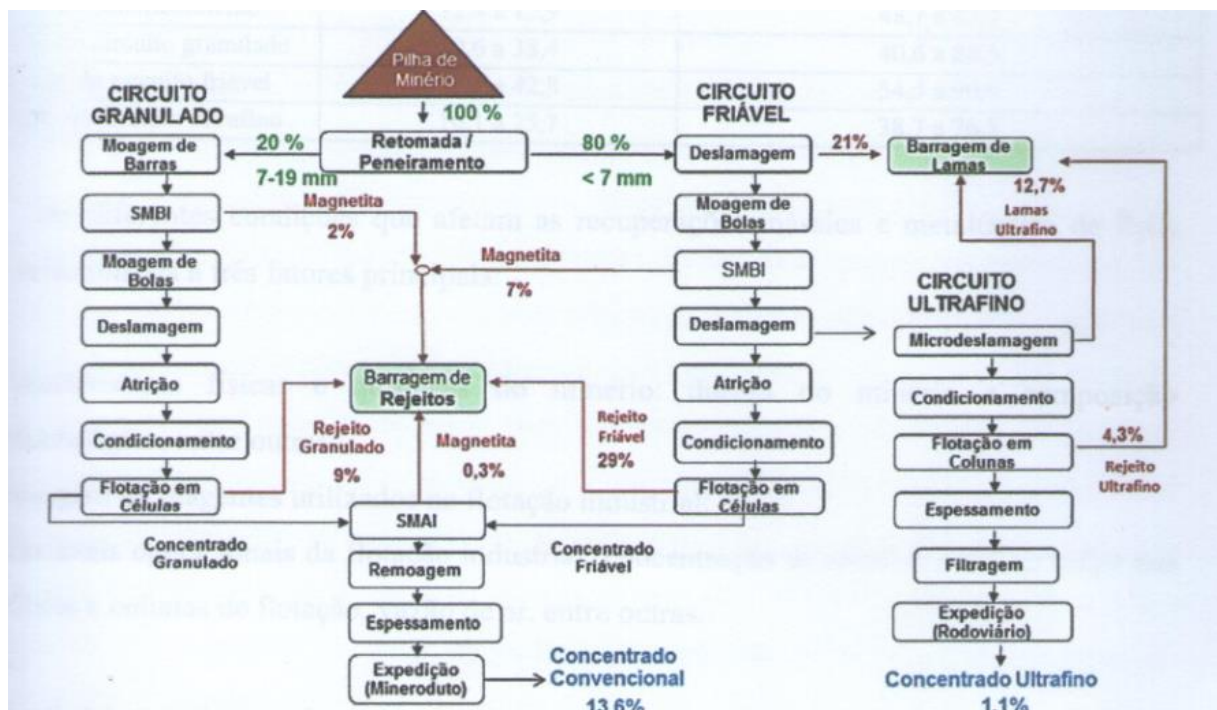 Pilha de
Minério
100 %
CIRCUITO
GRANULADO
CIRCUITO
FRIÁVEL
Moagem de
Barras
20 %
7-19 mm
Retomada /
Peneiramento
80 %
< 7 mm
Deslamagem
21%
Barragem de
Lamas
12,7%
Lamas
Ultrafino
Magnetita
2%
Magnetita
7%
SMBI
Moagem de
Bolas
Deslamagem
Atrição
Condicionamento
Flotação em
Células
Barragem de
Rejeitos
Rejeito
Granulado
9%
Magnetita
0,3%
Rejeito
Friável
29%
Moagem de
Bolas
SMBI
Deslamagem
Atrição
Condicionamento
Flotação em
Células
CIRCUITO
ULTRAFINO
Microdeslamagem
Condicionamento
Flotação em
Colunas
4,3%
Rejeito
Ultrafino
Espessamento
Filtragem
Expedição
(Rodoviário)
Concentrado Ultrafino
1,1%
Concentrado
Granulado
SMAI
Concentrado
Friável
Remoagem
Espessamento
Expedição
(Mineroduto)
Concentrado
Convencional
13,6%